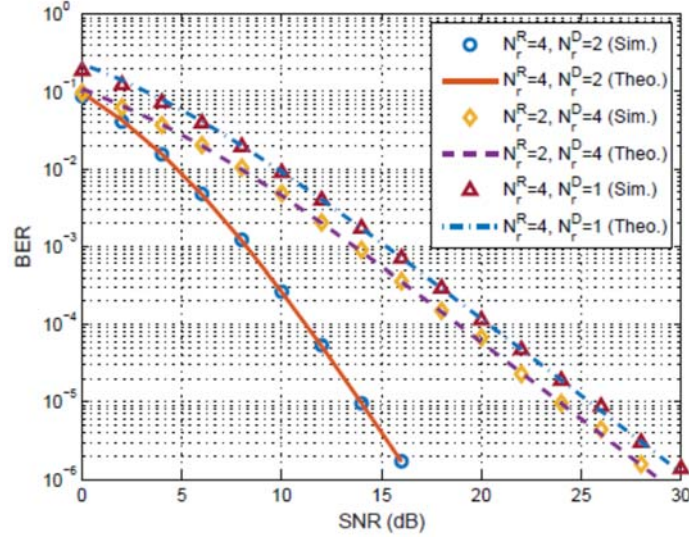 10^0
10^-1
10^-2
10^-3
10^-4
10^-5
10^-6
BER
N_r^R=4, N_r^D=2 (Sim.)
N_r^R=4, N_r^D=2 (Theo.)
N_r^R=2, N_r^D=4 (Sim.)
N_r^R=2, N_r^D=4 (Theo.)
N_r^R=4, N_r^D=1 (Sim.)
N_r^R=4, N_r^D=1 (Theo.)
0 5 10 15 20 25 30
SNR (dB)